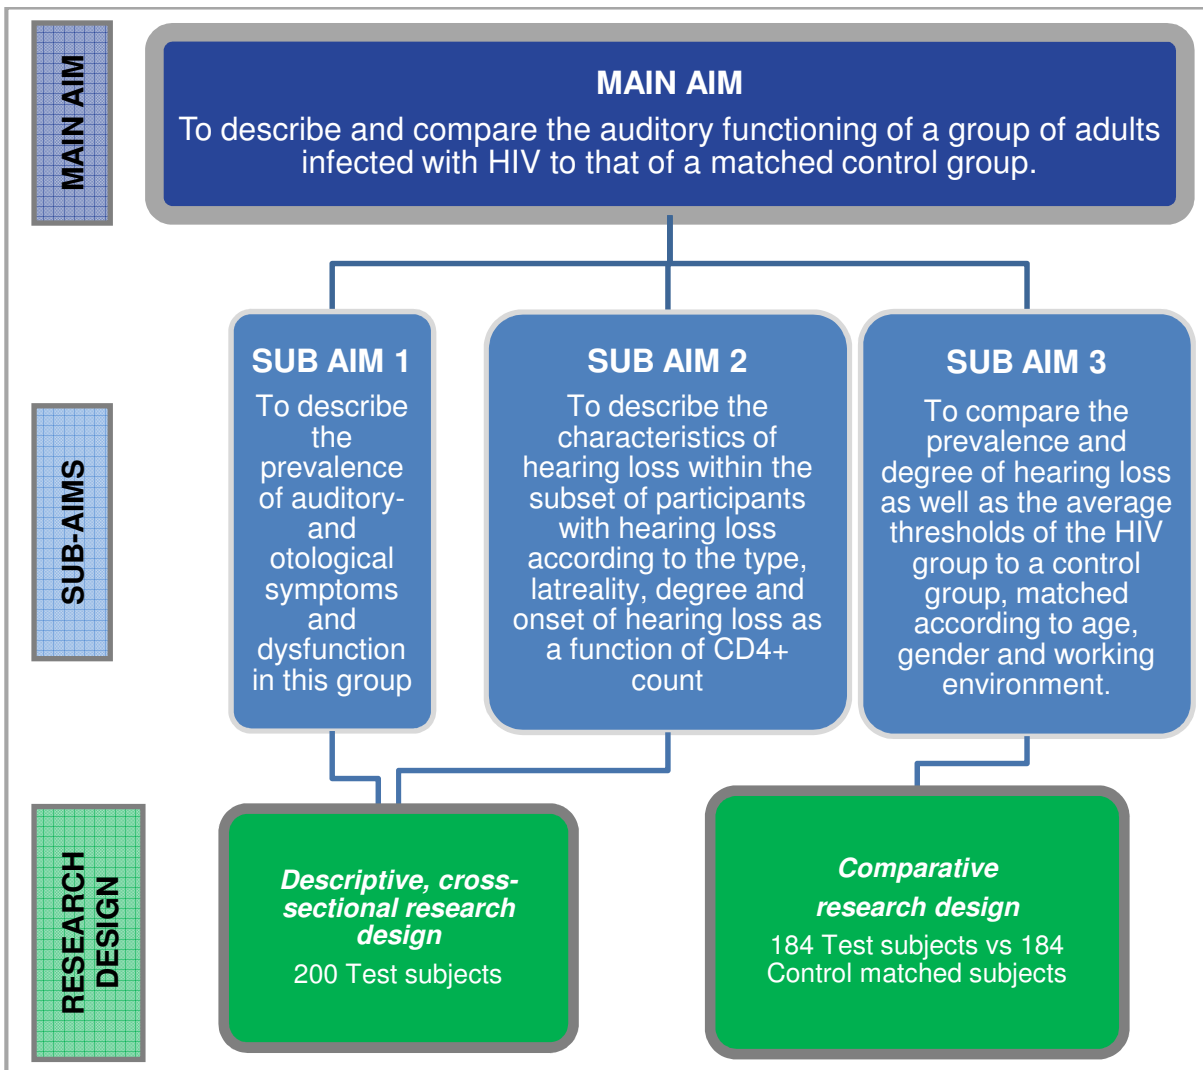 MAIN AIM
MAIN AIM
To describe and compare the auditory functioning of a group of adults
infected with HIV to that of a matched control group.
SUB-AIMS
SUB AIM 1
To describe
the
prevalence
of auditory-
and
otological
symptoms
and
dysfunction
in this group
SUB AIM 2
To describe the
characteristics of
hearing loss within the
subset of participants
with hearing loss
according to the type,
latreality, degree and
onset of hearing loss as
a function of CD4+
count
SUB AIM 3
To compare the
prevalence and
degree of hearing loss
as well as the average
thresholds of the HIV
group to a control
group, matched
according to age,
gender and working
environment.
RESEARCH
DESIGN
Descriptive, cross-
sectional research
design
200 Test subjects
Comparative
research design
184 Test subjects vs 184
Control matched subjects